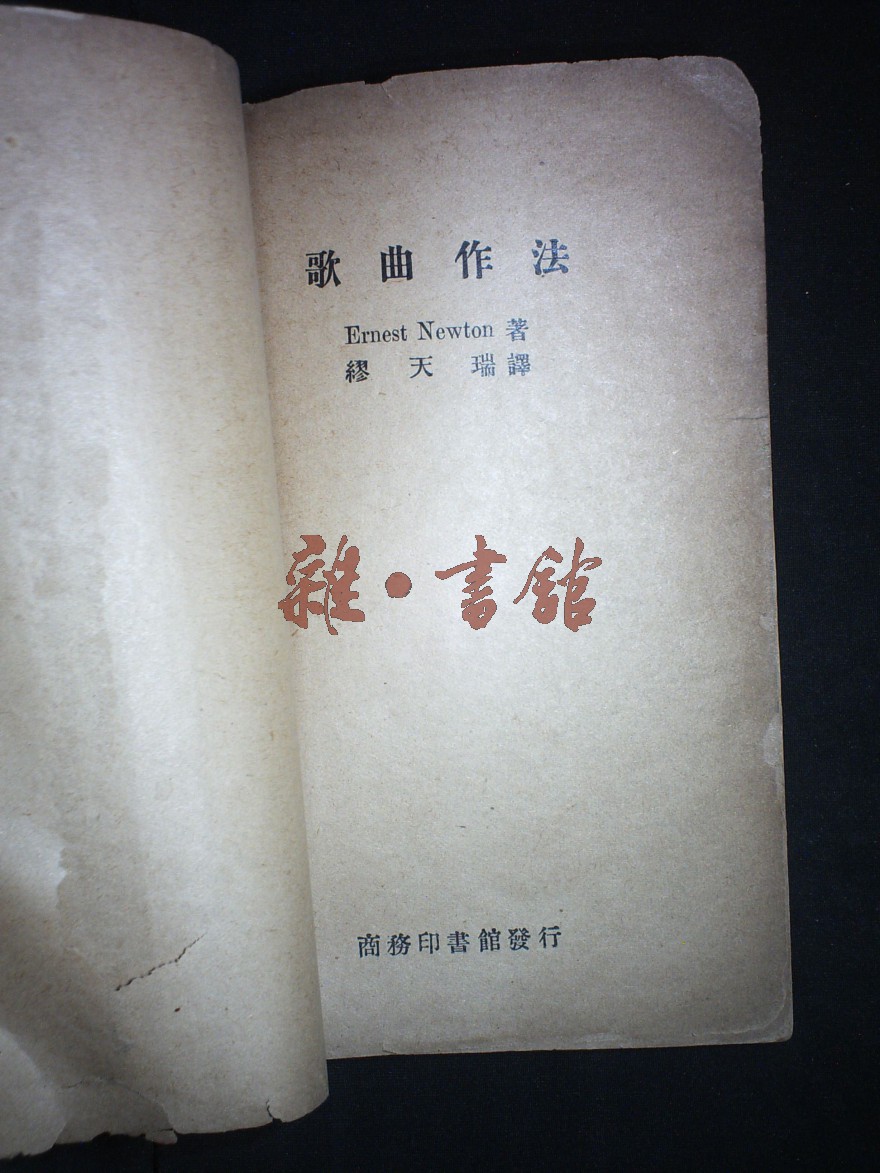 歌曲作法
Ernest Newton 著
繆天瑞譯
雜·書館
商務印書館發行